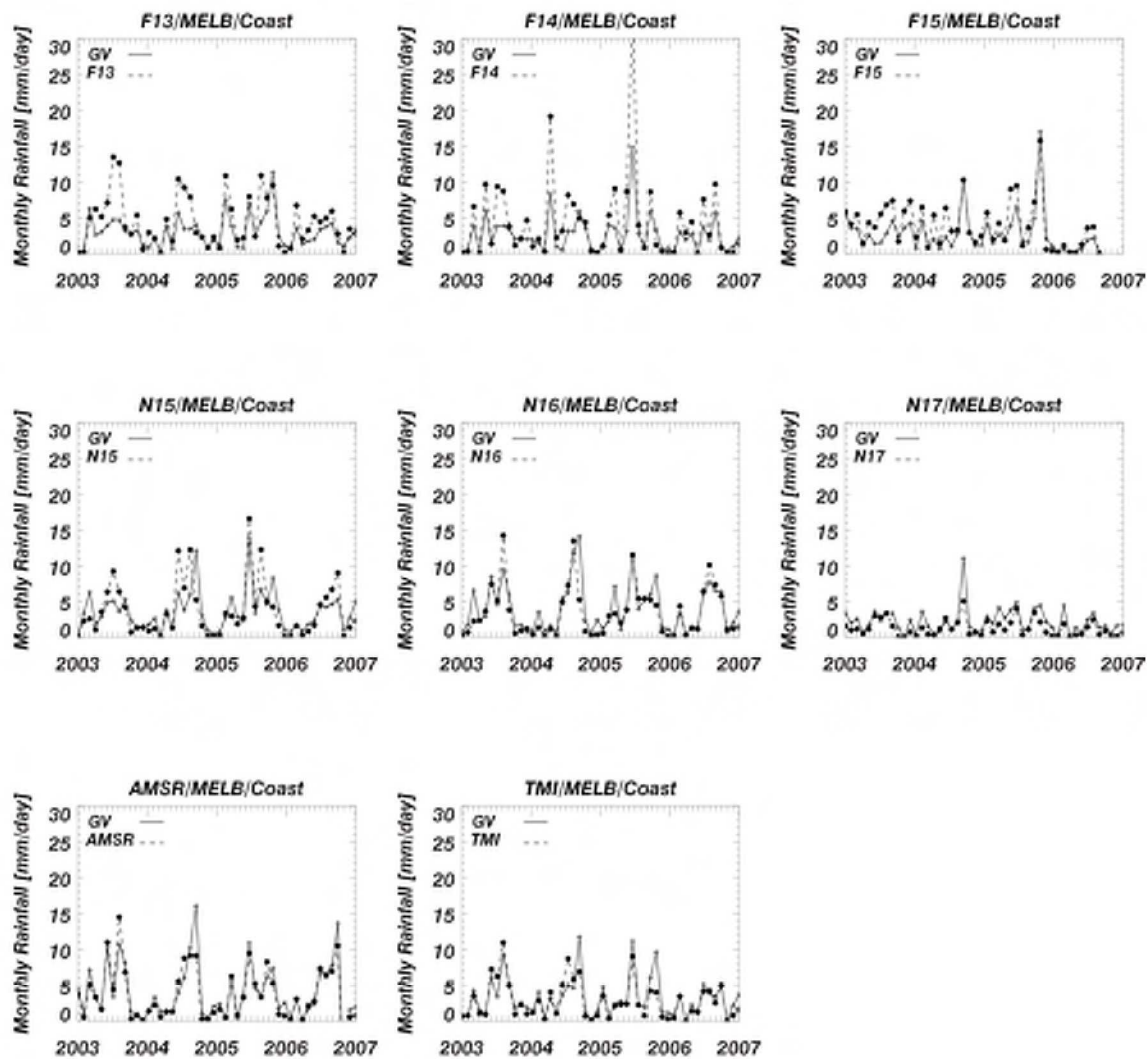 F13/MELB/Coast
Monthly Rainfall [mm/day]
30
25
20
15
10
5
0
GV
F13
2003 2004 2005 2006 2007
F14/MELB/Coast
Monthly Rainfall [mm/day]
30
25
20
15
10
5
0
GV
F14
2003 2004 2005 2006 2007
F15/MELB/Coast
Monthly Rainfall [mm/day]
30
25
20
15
10
5
0
GV
F15
2003 2004 2005 2006 2007
N15/MELB/Coast
Monthly Rainfall [mm/day]
30
25
20
15
10
5
0
GV
N15
2003 2004 2005 2006 2007
N16/MELB/Coast
Monthly Rainfall [mm/day]
30
25
20
15
10
5
0
GV
N16
2003 2004 2005 2006 2007
N17/MELB/Coast
Monthly Rainfall [mm/day]
30
25
20
15
10
5
0
GV
N17
2003 2004 2005 2006 2007
AMSR/MELB/Coast
Monthly Rainfall [mm/day]
30
25
20
15
10
5
0
GV
AMSR
2003 2004 2005 2006 2007
TMI/MELB/Coast
Monthly Rainfall [mm/day]
30
25
20
15
10
5
0
GV
TMI
2003 2004 2005 2006 2007